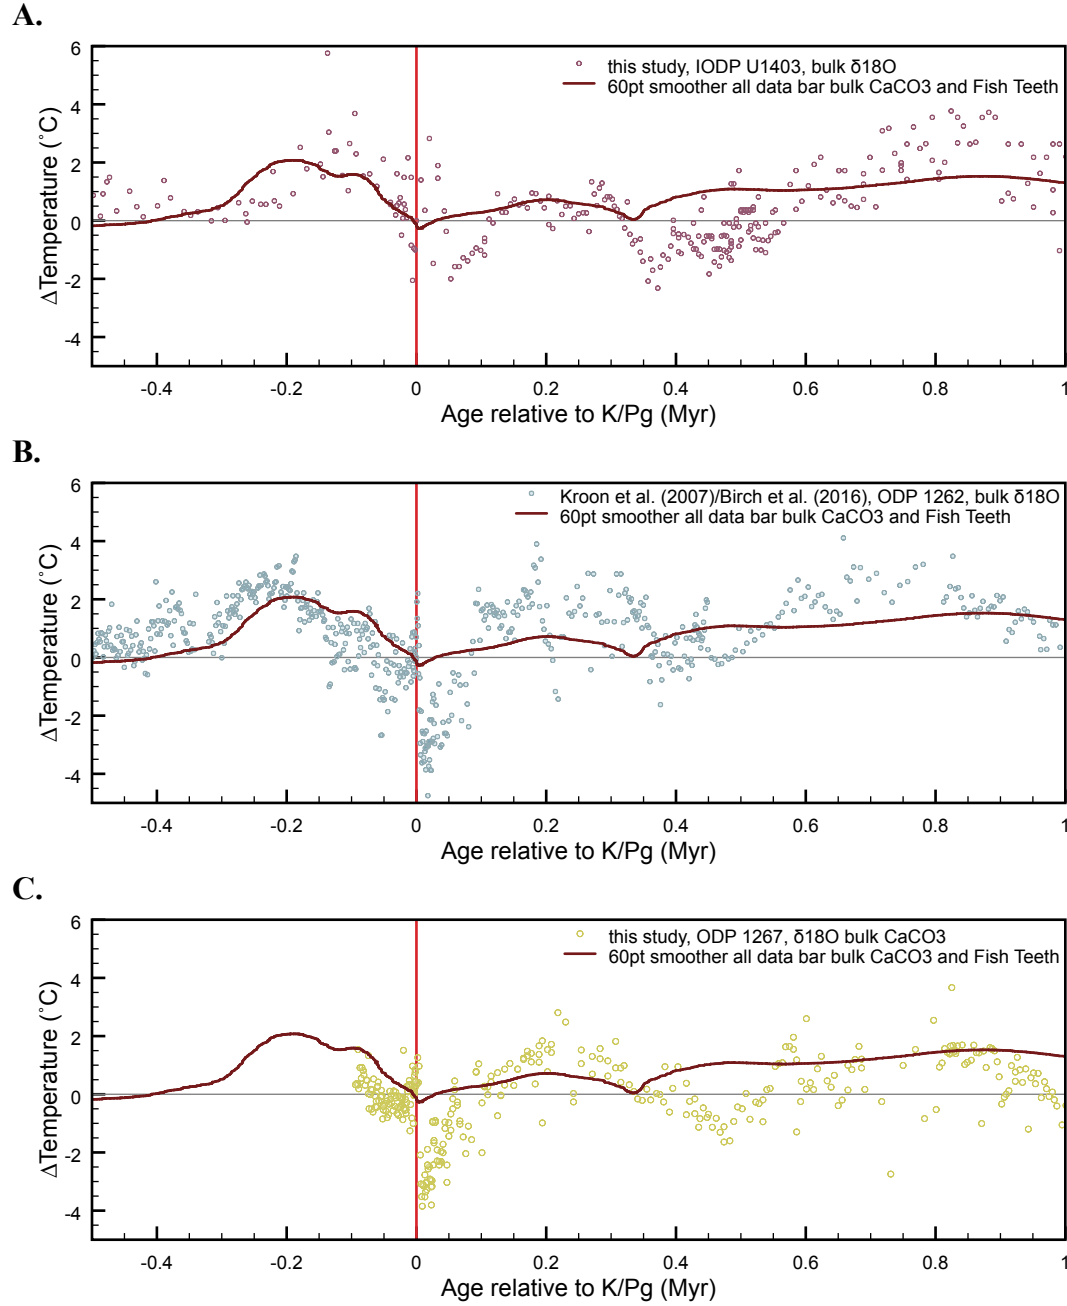 A.
6
4
2
0
-2
-4
ΔTemperature (˚C)
this study, IODP U1403, bulk δ18O
60pt smoother all data bar bulk CaCO3 and Fish Teeth
-0.4 -0.2 0 0.2 0.4 0.6 0.8 1
Age relative to K/Pg (Myr)
B.
6
4
2
0
-2
-4
ΔTemperature (˚C)
Kroon et al. (2007)/Birch et al. (2016), ODP 1262, bulk δ18O
60pt smoother all data bar bulk CaCO3 and Fish Teeth
-0.4 -0.2 0 0.2 0.4 0.6 0.8 1
Age relative to K/Pg (Myr)
C.
6
4
2
0
-2
-4
ΔTemperature (˚C)
this study, ODP 1267, δ18O bulk CaCO3
60pt smoother all data bar bulk CaCO3 and Fish Teeth
-0.4 -0.2 0 0.2 0.4 0.6 0.8 1
Age relative to K/Pg (Myr)